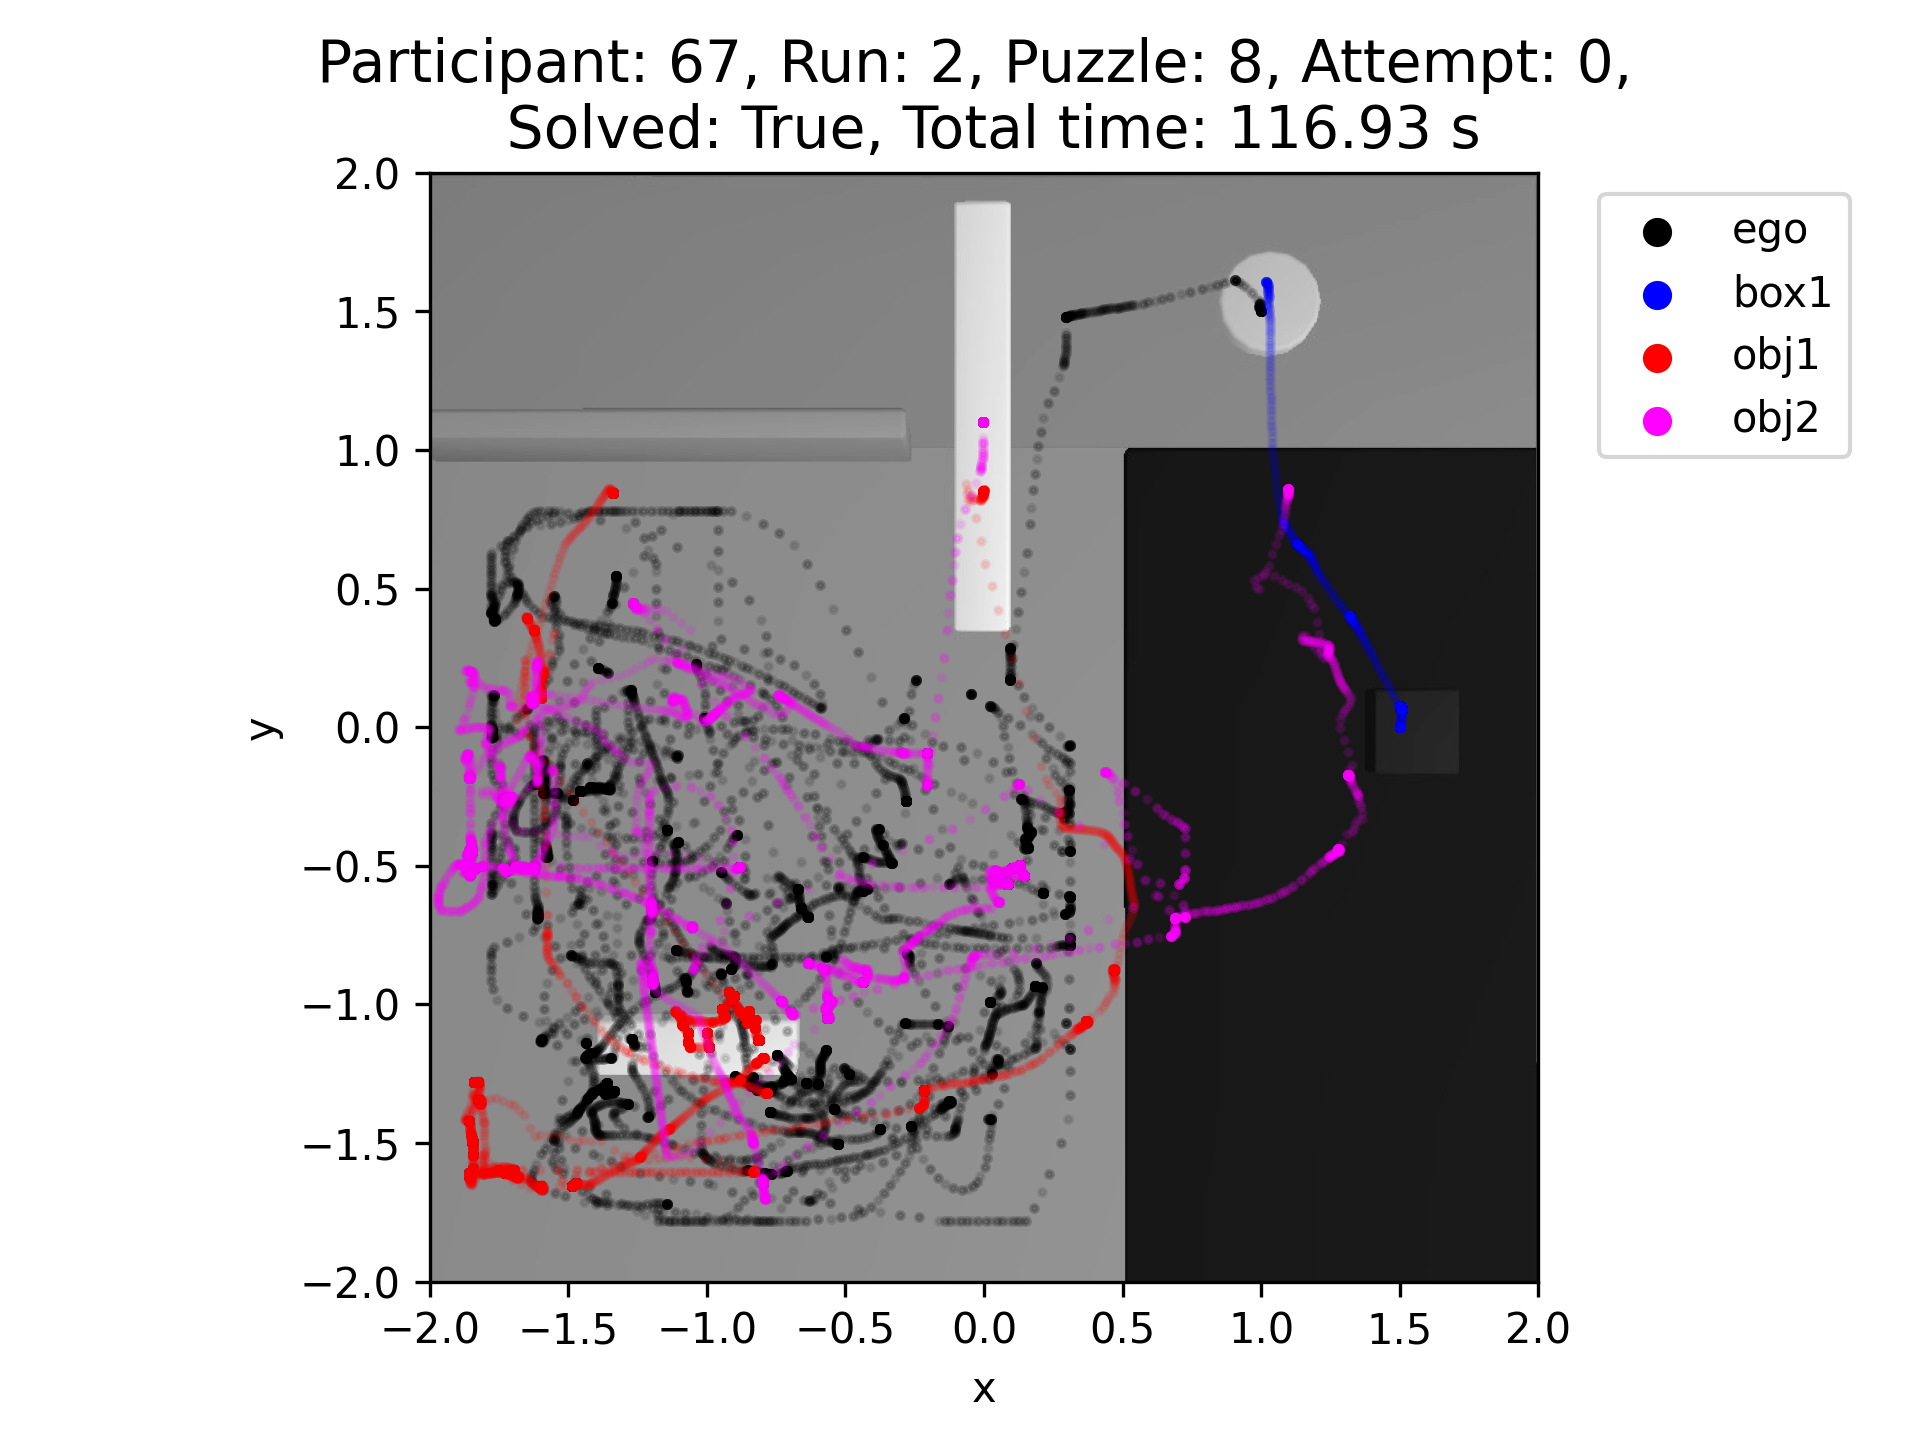 Participant: 67, Run: 2, Puzzle: 8, Attempt: 0,
Solved: True, Total time: 116.93 s
2.0
1.5
1.0
0.5
0.0
−0.5
−1.0
−1.5
−2.0
y
−2.0 −1.5 −1.0 −0.5 0.0 0.5 1.0 1.5 2.0
x
ego
box1
obj1
obj2